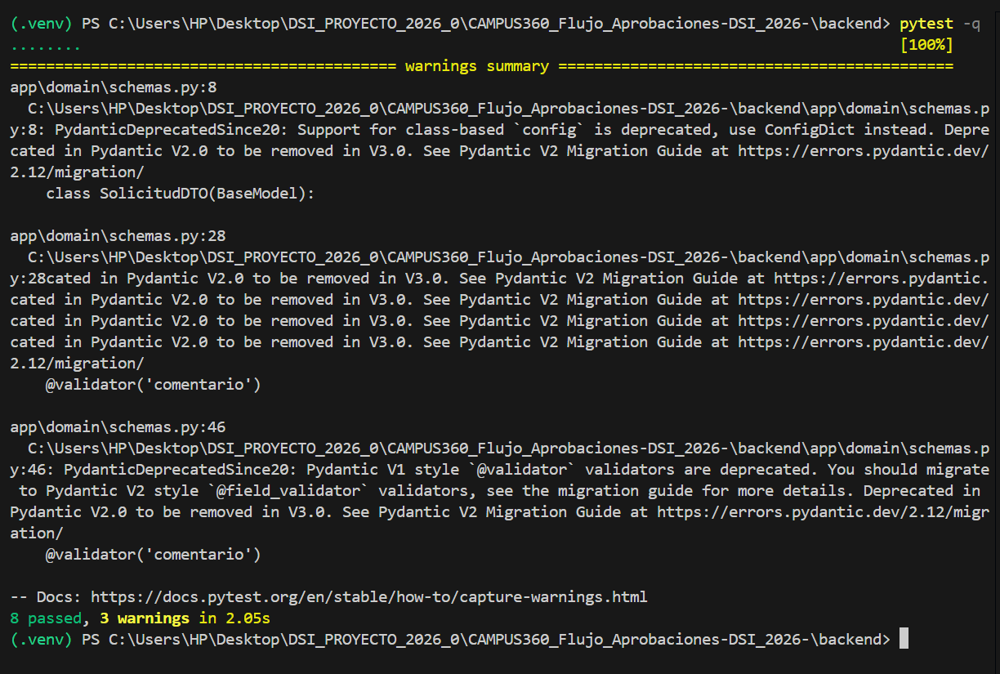 (.venv) PS C:\Users\HP\Desktop\DSI_PROYECTO_2026_0\CAMPUS360_Flujo_Aprobaciones-DSI_2026-\backend> pytest -q
........ [100%]
=========================================== warnings summary ============================================
app\domain\schemas.py:8
  C:\Users\HP\Desktop\DSI_PROYECTO_2026_0\CAMPUS360_Flujo_Aprobaciones-DSI_2026-\backend\app\domain\schemas.p
y:8: PydanticDeprecatedSince20: Support for class-based `config` is deprecated, use ConfigDict instead. Depre
cated in Pydantic V2.0 to be removed in V3.0. See Pydantic V2 Migration Guide at https://errors.pydantic.dev/
2.12/migration/
    class SolicitudDTO(BaseModel):

app\domain\schemas.py:28
  C:\Users\HP\Desktop\DSI_PROYECTO_2026_0\CAMPUS360_Flujo_Aprobaciones-DSI_2026-\backend\app\domain\schemas.p
y:28cated in Pydantic V2.0 to be removed in V3.0. See Pydantic V2 Migration Guide at https://errors.pydantic.
cated in Pydantic V2.0 to be removed in V3.0. See Pydantic V2 Migration Guide at https://errors.pydantic.dev/
cated in Pydantic V2.0 to be removed in V3.0. See Pydantic V2 Migration Guide at https://errors.pydantic.dev/
cated in Pydantic V2.0 to be removed in V3.0. See Pydantic V2 Migration Guide at https://errors.pydantic.dev/
2.12/migration/
    @validator('comentario')

app\domain\schemas.py:46
  C:\Users\HP\Desktop\DSI_PROYECTO_2026_0\CAMPUS360_Flujo_Aprobaciones-DSI_2026-\backend\app\domain\schemas.p
y:46: PydanticDeprecatedSince20: Pydantic V1 style `@validator` validators are deprecated. You should migrate
 to Pydantic V2 style `@field_validator` validators, see the migration guide for more details. Deprecated in
Pydantic V2.0 to be removed in V3.0. See Pydantic V2 Migration Guide at https://errors.pydantic.dev/2.12/migr
ation/
    @validator('comentario')

-- Docs: https://docs.pytest.org/en/stable/how-to/capture-warnings.html
8 passed, 3 warnings in 2.05s
(.venv) PS C:\Users\HP\Desktop\DSI_PROYECTO_2026_0\CAMPUS360_Flujo_Aprobaciones-DSI_2026-\backend>